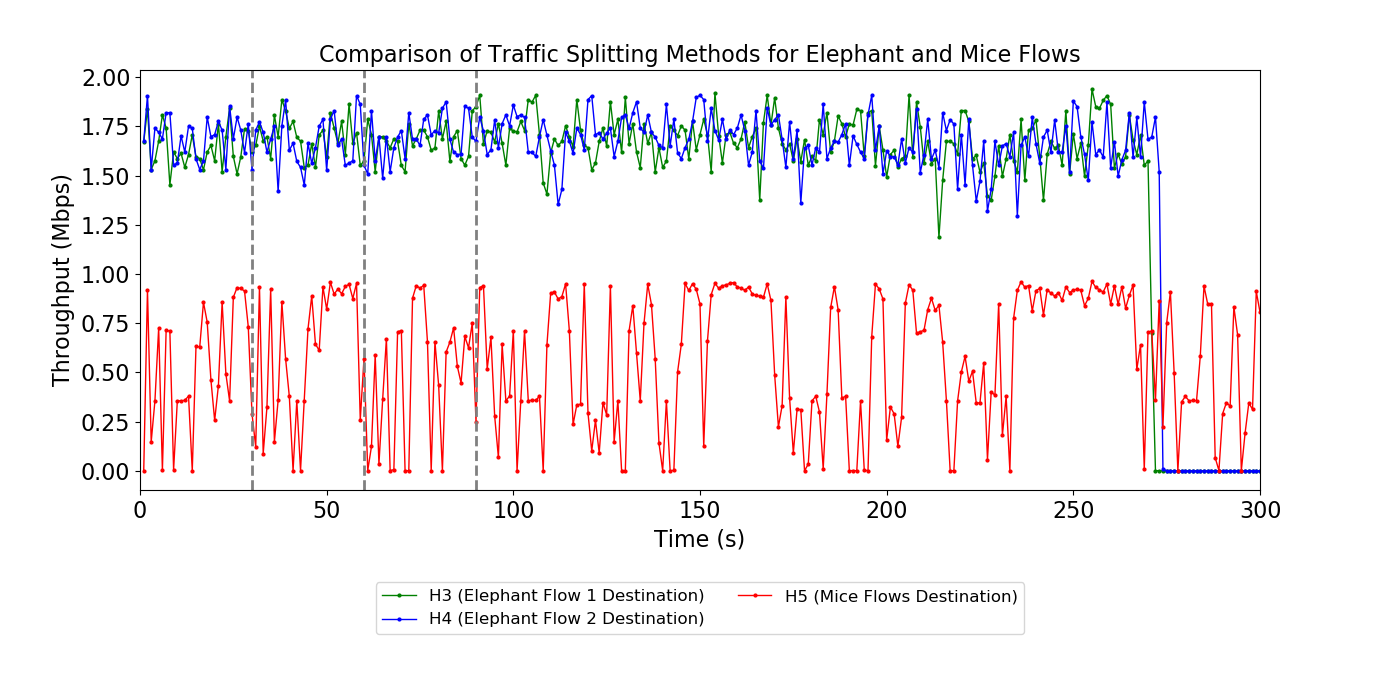 Comparison of Traffic Splitting Methods for Elephant and Mice Flows
Throughput (Mbps)
2.00
1.75
1.50
1.25
1.00
0.75
0.50
0.25
0.00
0 50 100 150 200 250 300
Time (s)
H3 (Elephant Flow 1 Destination)
H4 (Elephant Flow 2 Destination)
H5 (Mice Flows Destination)